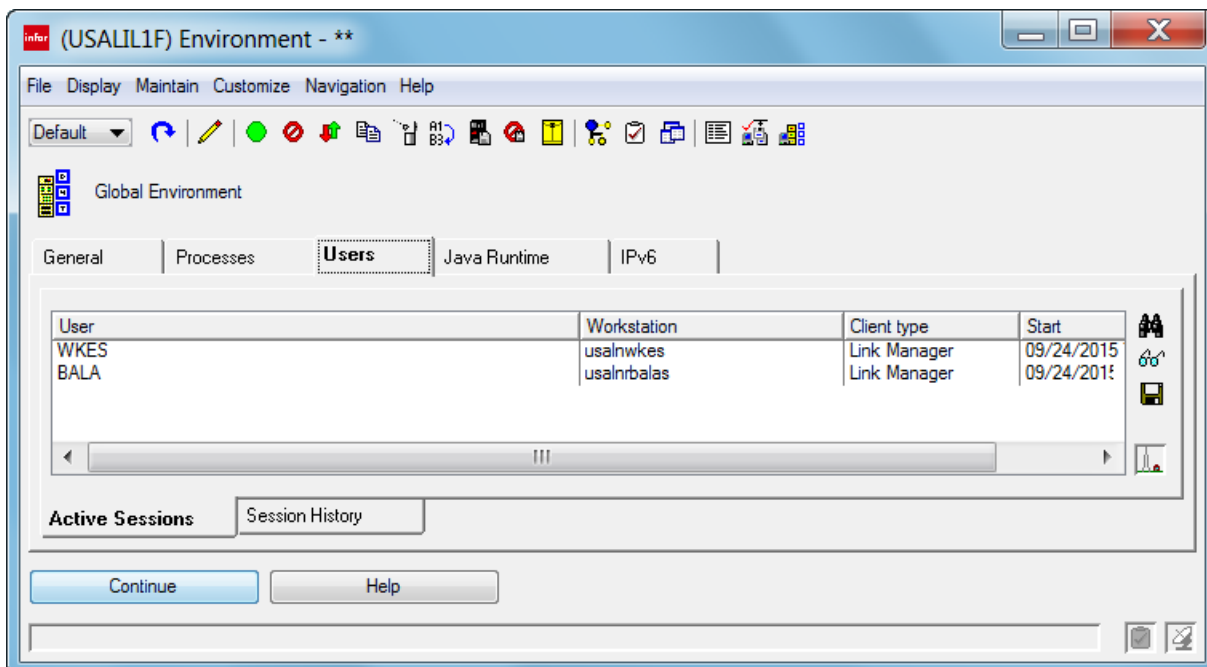 infor (USALIL1F) Environment - **
File Display Maintain Customize Navigation Help
Default
Global Environment
General Processes Users Java Runtime IPv6
User Workstation Client type Start
WKES usalnwkes Link Manager 09/24/2015
BALA usalnrbalas Link Manager 09/24/2015
Active Sessions Session History
Continue Help